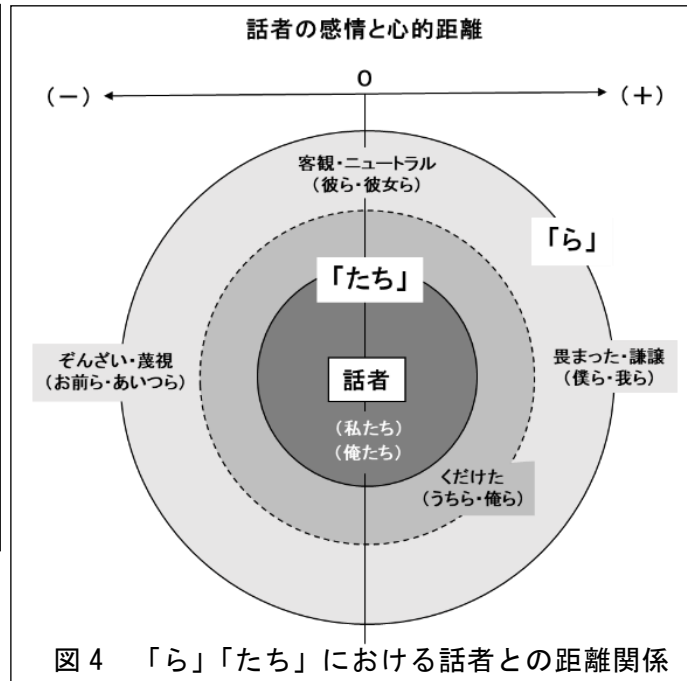 話者の感情と心的距離
0
(－)
(＋)
客観・ニュートラル
(彼ら・彼女ら)
「ら」
「たち」
ぞんざい・蔑視
(お前ら・あいつら)
畏まった・謙譲
(僕ら・我ら)
話者
(私たち)
(俺たち)
くだけた
(うちら・俺ら)
図4　「ら」「たち」における話者との距離関係